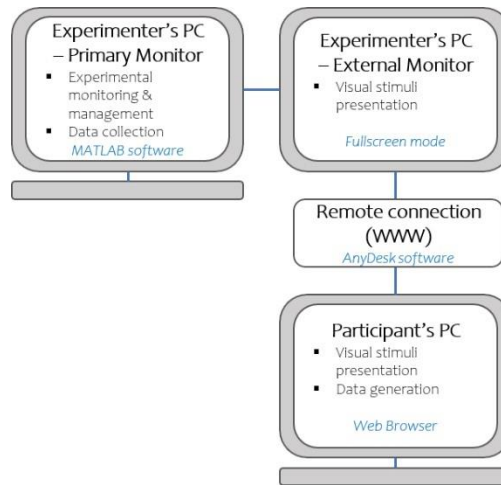 Experimenter's PC
– Primary Monitor
▪ Experimental
monitoring &
management
▪ Data collection
MATLAB software
Experimenter's PC
– External Monitor
▪ Visual stimuli
presentation
Fullscreen mode
Remote connection
(WWW)
AnyDesk software
Participant's PC
▪ Visual stimuli
presentation
▪ Data generation
Web Browser